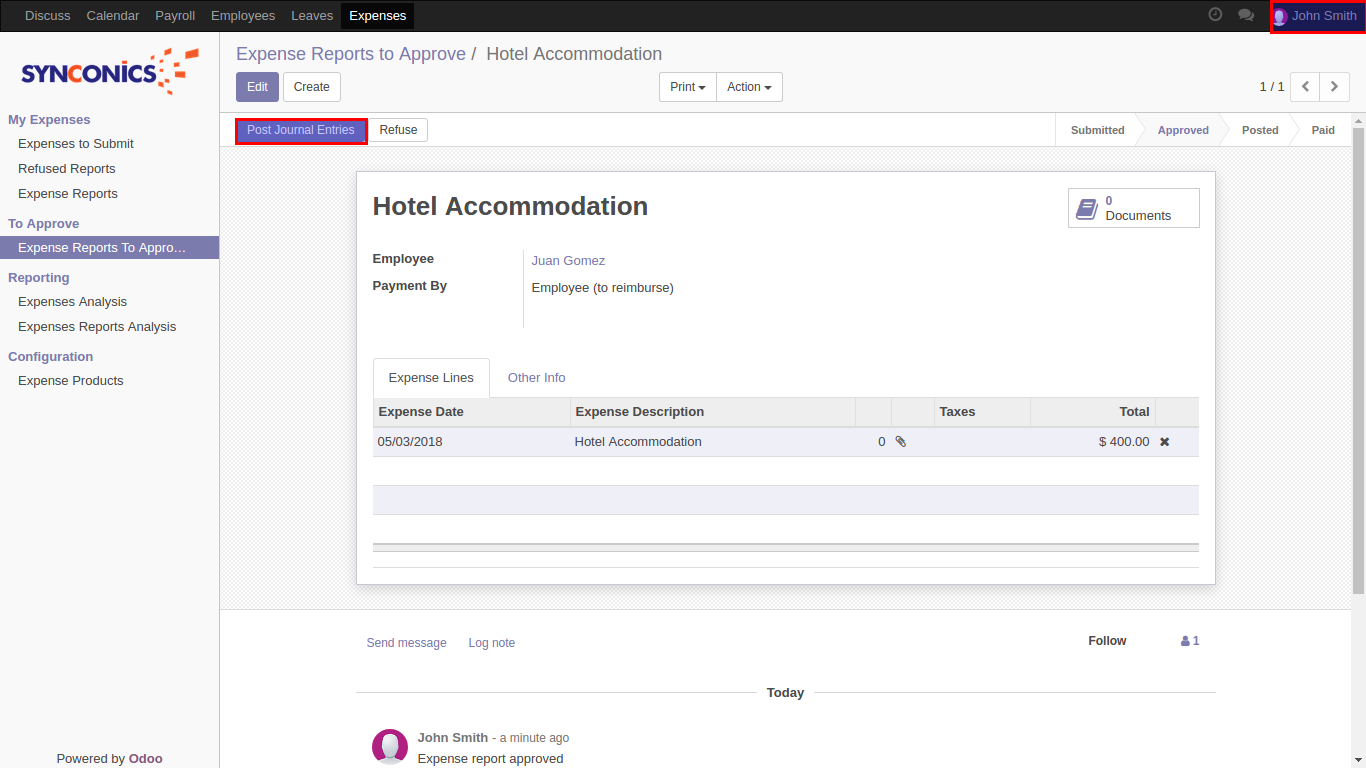 Discuss Calendar Payroll Employees Leaves Expenses John Smith
SYNCONICS
Expense Reports to Approve / Hotel Accommodation
Edit Create Print Action 1 / 1
My Expenses
Expenses to Submit
Refused Reports
Expense Reports
To Approve
Expense Reports To Appro…
Reporting
Expenses Analysis
Expenses Reports Analysis
Configuration
Expense Products
Powered by Odoo
Post Journal Entries Refuse Submitted Approved Posted Paid
Hotel Accommodation
0
Documents
Employee Juan Gomez
Payment By Employee (to reimburse)
Expense Lines Other Info
Expense Date Expense Description Taxes Total
05/03/2018 Hotel Accommodation 0 $ 400.00
Send message Log note Follow 1
Today
John Smith - a minute ago
Expense report approved